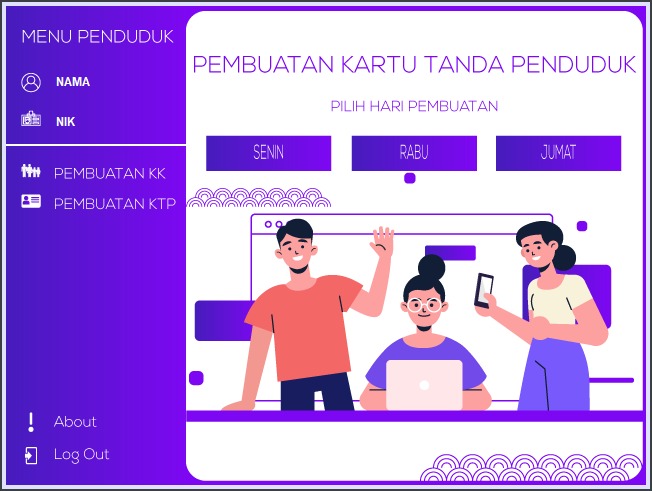 MENU PENDUDUK
NAMA
NIK
PEMBUATAN KK
PEMBUATAN KTP
About
Log Out
PEMBUATAN KARTU TANDA PENDUDUK
PILIH HARI PEMBUATAN
SENIN
RABU
JUMAT